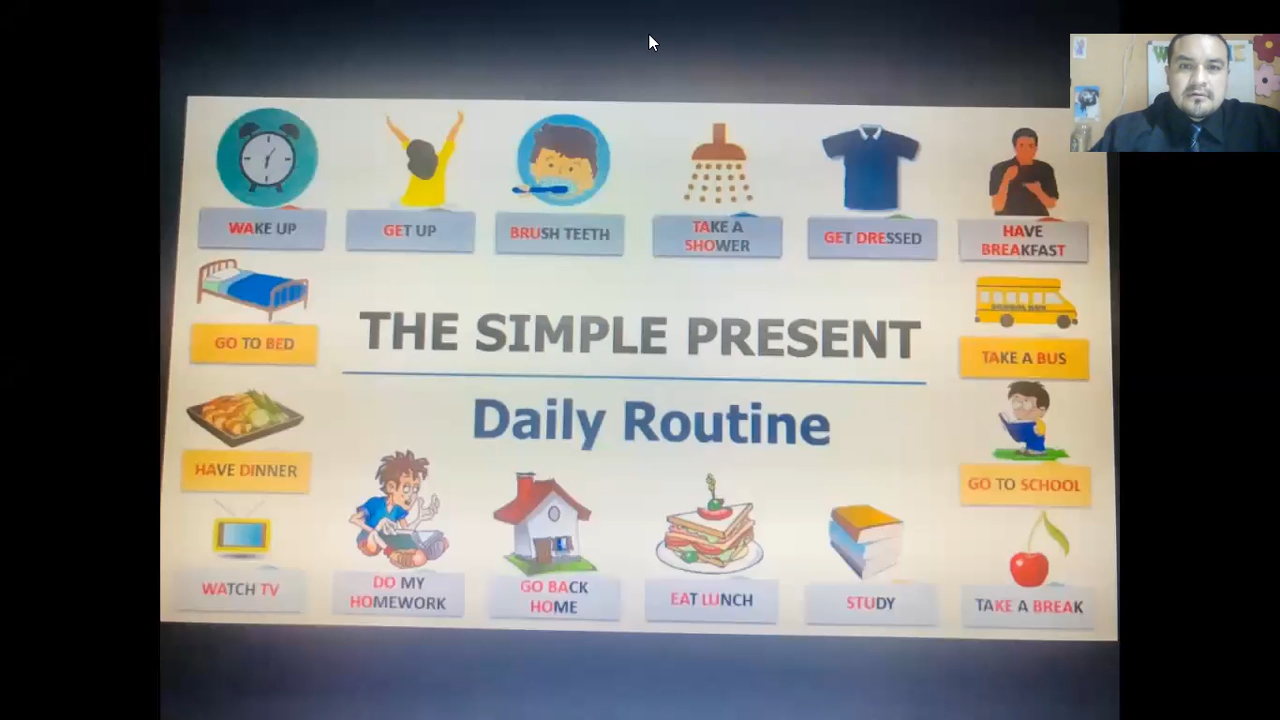 WAKE UP
GET UP
BRUSH TEETH
TAKE A
SHOWER
GET DRESSED
HAVE
BREAKFAST
GO TO BED
THE SIMPLE PRESENT
TAKE A BUS
Daily Routine
HAVE DINNER
GO TO SCHOOL
WATCH TV
DO MY
HOMEWORK
GO BACK
HOME
EAT LUNCH
STUDY
TAKE A BREAK